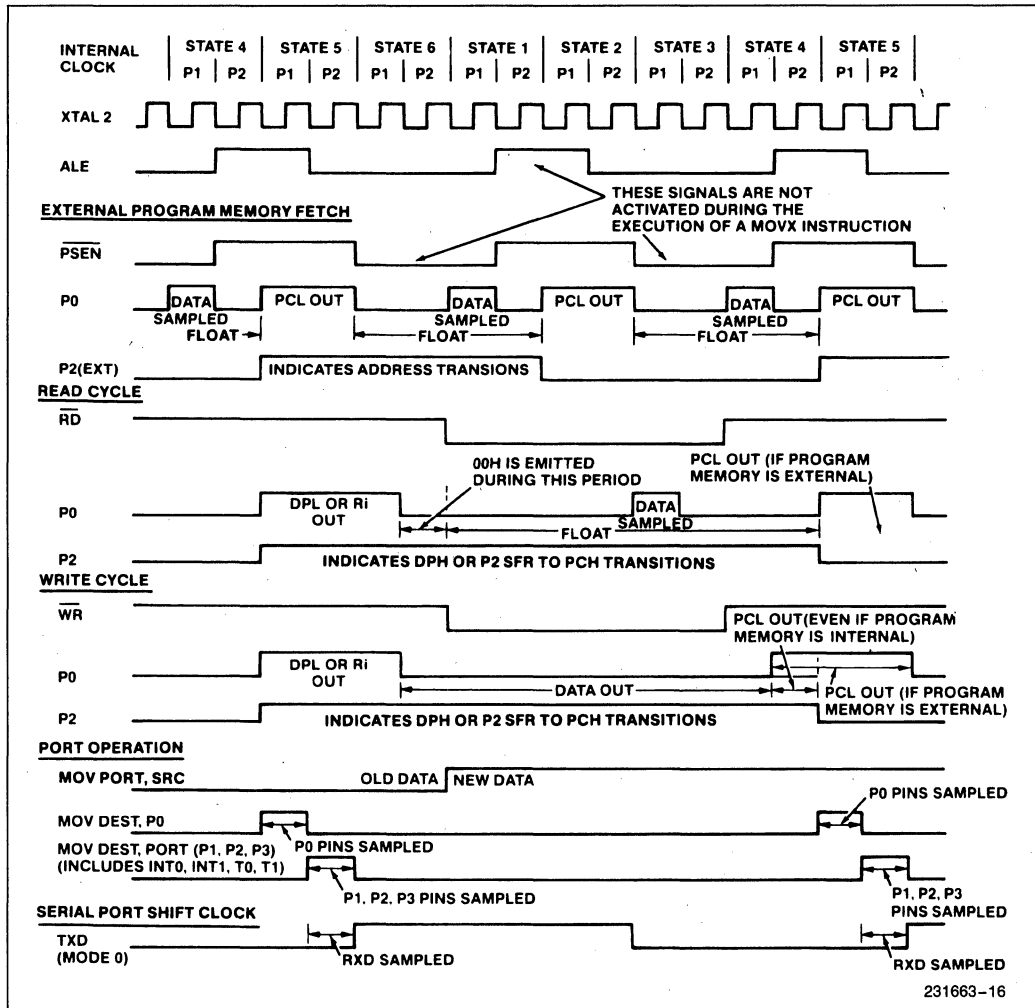 INTERNAL CLOCK
STATE 4 STATE 5 STATE 6 STATE 1 STATE 2 STATE 3 STATE 4 STATE 5
P1 P2 P1 P2 P1 P2 P1 P2 P1 P2 P1 P2 P1 P2 P1 P2
XTAL 2
ALE
THESE SIGNALS ARE NOT
ACTIVATED DURING THE
EXECUTION OF A MOVX INSTRUCTION
EXTERNAL PROGRAM MEMORY FETCH
PSEN
P0
DATA PCL OUT DATA PCL OUT DATA PCL OUT
SAMPLED SAMPLED SAMPLED
FLOAT FLOAT FLOAT
P2(EXT)
INDICATES ADDRESS TRANSIONS
READ CYCLE
RD
00H IS EMITTED
DURING THIS PERIOD
PCL OUT (IF PROGRAM
MEMORY IS EXTERNAL)
P0
DPL OR Ri
OUT
DATA
SAMPLED
FLOAT
P2
INDICATES DPH OR P2 SFR TO PCH TRANSITIONS
WRITE CYCLE
WR
PCL OUT(EVEN IF PROGRAM
MEMORY IS INTERNAL)
P0
DPL OR Ri
OUT
DATA OUT
PCL OUT (IF PROGRAM
MEMORY IS EXTERNAL)
P2
INDICATES DPH OR P2 SFR TO PCH TRANSITIONS
PORT OPERATION
MOV PORT, SRC
OLD DATA NEW DATA
P0 PINS SAMPLED
MOV DEST, P0
P0 PINS SAMPLED
MOV DEST, PORT (P1, P2, P3)
(INCLUDES INT0, INT1, T0, T1)
P1, P2, P3 PINS SAMPLED
P1, P2, P3
PINS SAMPLED
SERIAL PORT SHIFT CLOCK
TXD
(MODE 0)
RXD SAMPLED
RXD SAMPLED
231663–16